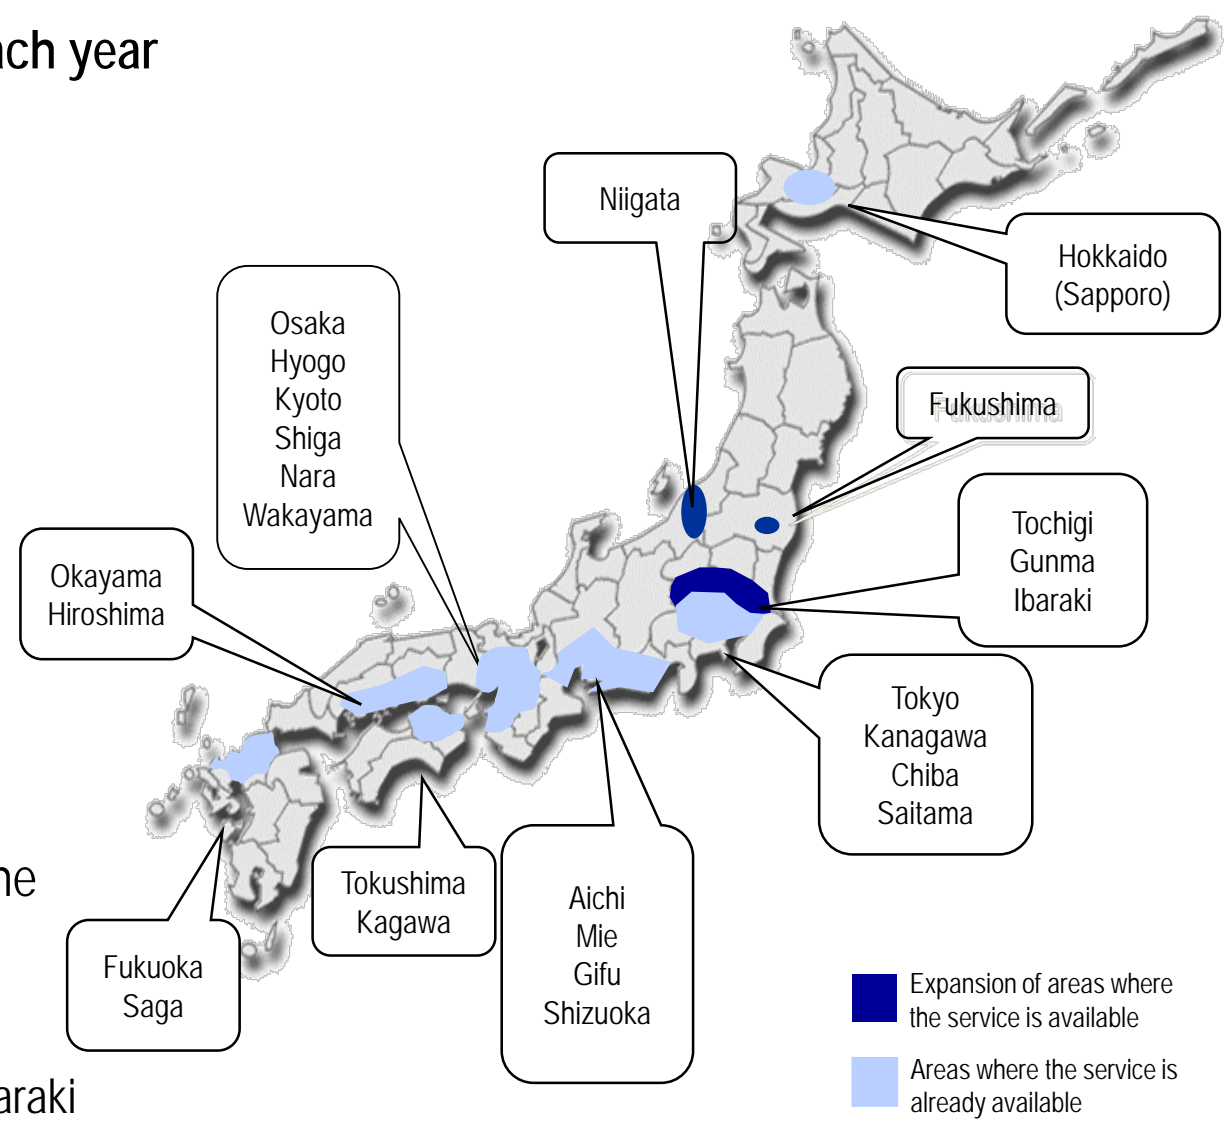 ach year
Niigata
Hokkaido
(Sapporo)
Osaka
Hyogo
Kyoto
Shiga
Nara
Wakayama
Fukushima
Tochigi
Gunma
Ibaraki
Okayama
Hiroshima
Tokyo
Kanagawa
Chiba
Saitama
Tokushima
Kagawa
Aichi
Mie
Gifu
Shizuoka
he
Fukuoka
Saga
Expansion of areas where
the service is available
Areas where the service is
already available
araki